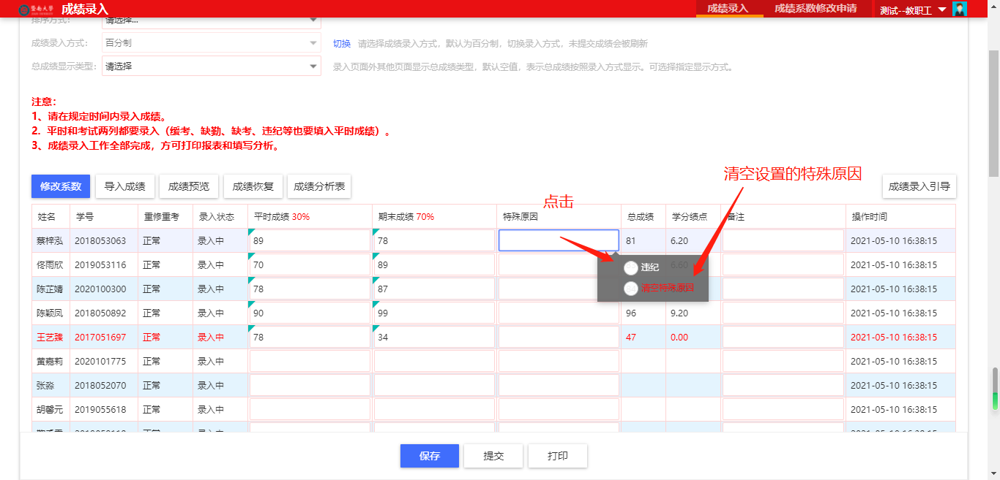 暨南大学 成绩录入 成绩录入 成绩系数修改申请 测试--教职工
排序方式: 请选择...
成绩录入方式: 百分制 切换 请选择成绩录入方式，默认为百分制，切换录入方式，未提交成绩会被刷新
总成绩显示类型: 请选择 录入页面外其他页面显示总成绩类型，默认空值，表示总成绩按照录入方式显示。可选择指定显示方式。
注意：
1、请在规定时间内录入成绩。
2. 平时和考试两列都要录入（缓考、缺勤、缺考、违纪等也要填入平时成绩）。
3、成绩录入工作全部完成，方可打印报表和填写分析。
清空设置的特殊原因
修改系数 导入成绩 成绩预览 成绩恢复 成绩分析表 成绩录入引导
点击
姓名 学号 重修重考 录入状态 平时成绩 30% 期末成绩 70% 特殊原因 总成绩 学分绩点 备注 操作时间
蔡梓泓 2018053063 正常 录入中 89 78 81 6.20 2021-05-10 16:38:15
佟雨欣 2019053116 正常 录入中 70 89 6.60 2021-05-10 16:38:15
违纪
陈芷婧 2020100300 正常 录入中 78 87 2021-05-10 16:38:15
清空特殊原因
陈颖凤 2018050892 正常 录入中 90 99 96 9.20 2021-05-10 16:38:15
王艺臻 2017051697 正常 录入中 78 34 47 0.00 2021-05-10 16:38:15
黄嘉莉 2020101775 正常 录入中 2021-05-10 16:38:15
张淼 2018052070 正常 录入中 2021-05-10 16:38:15
胡馨元 2019055618 正常 录入中 2021-05-10 16:38:15
保存 提交 打印